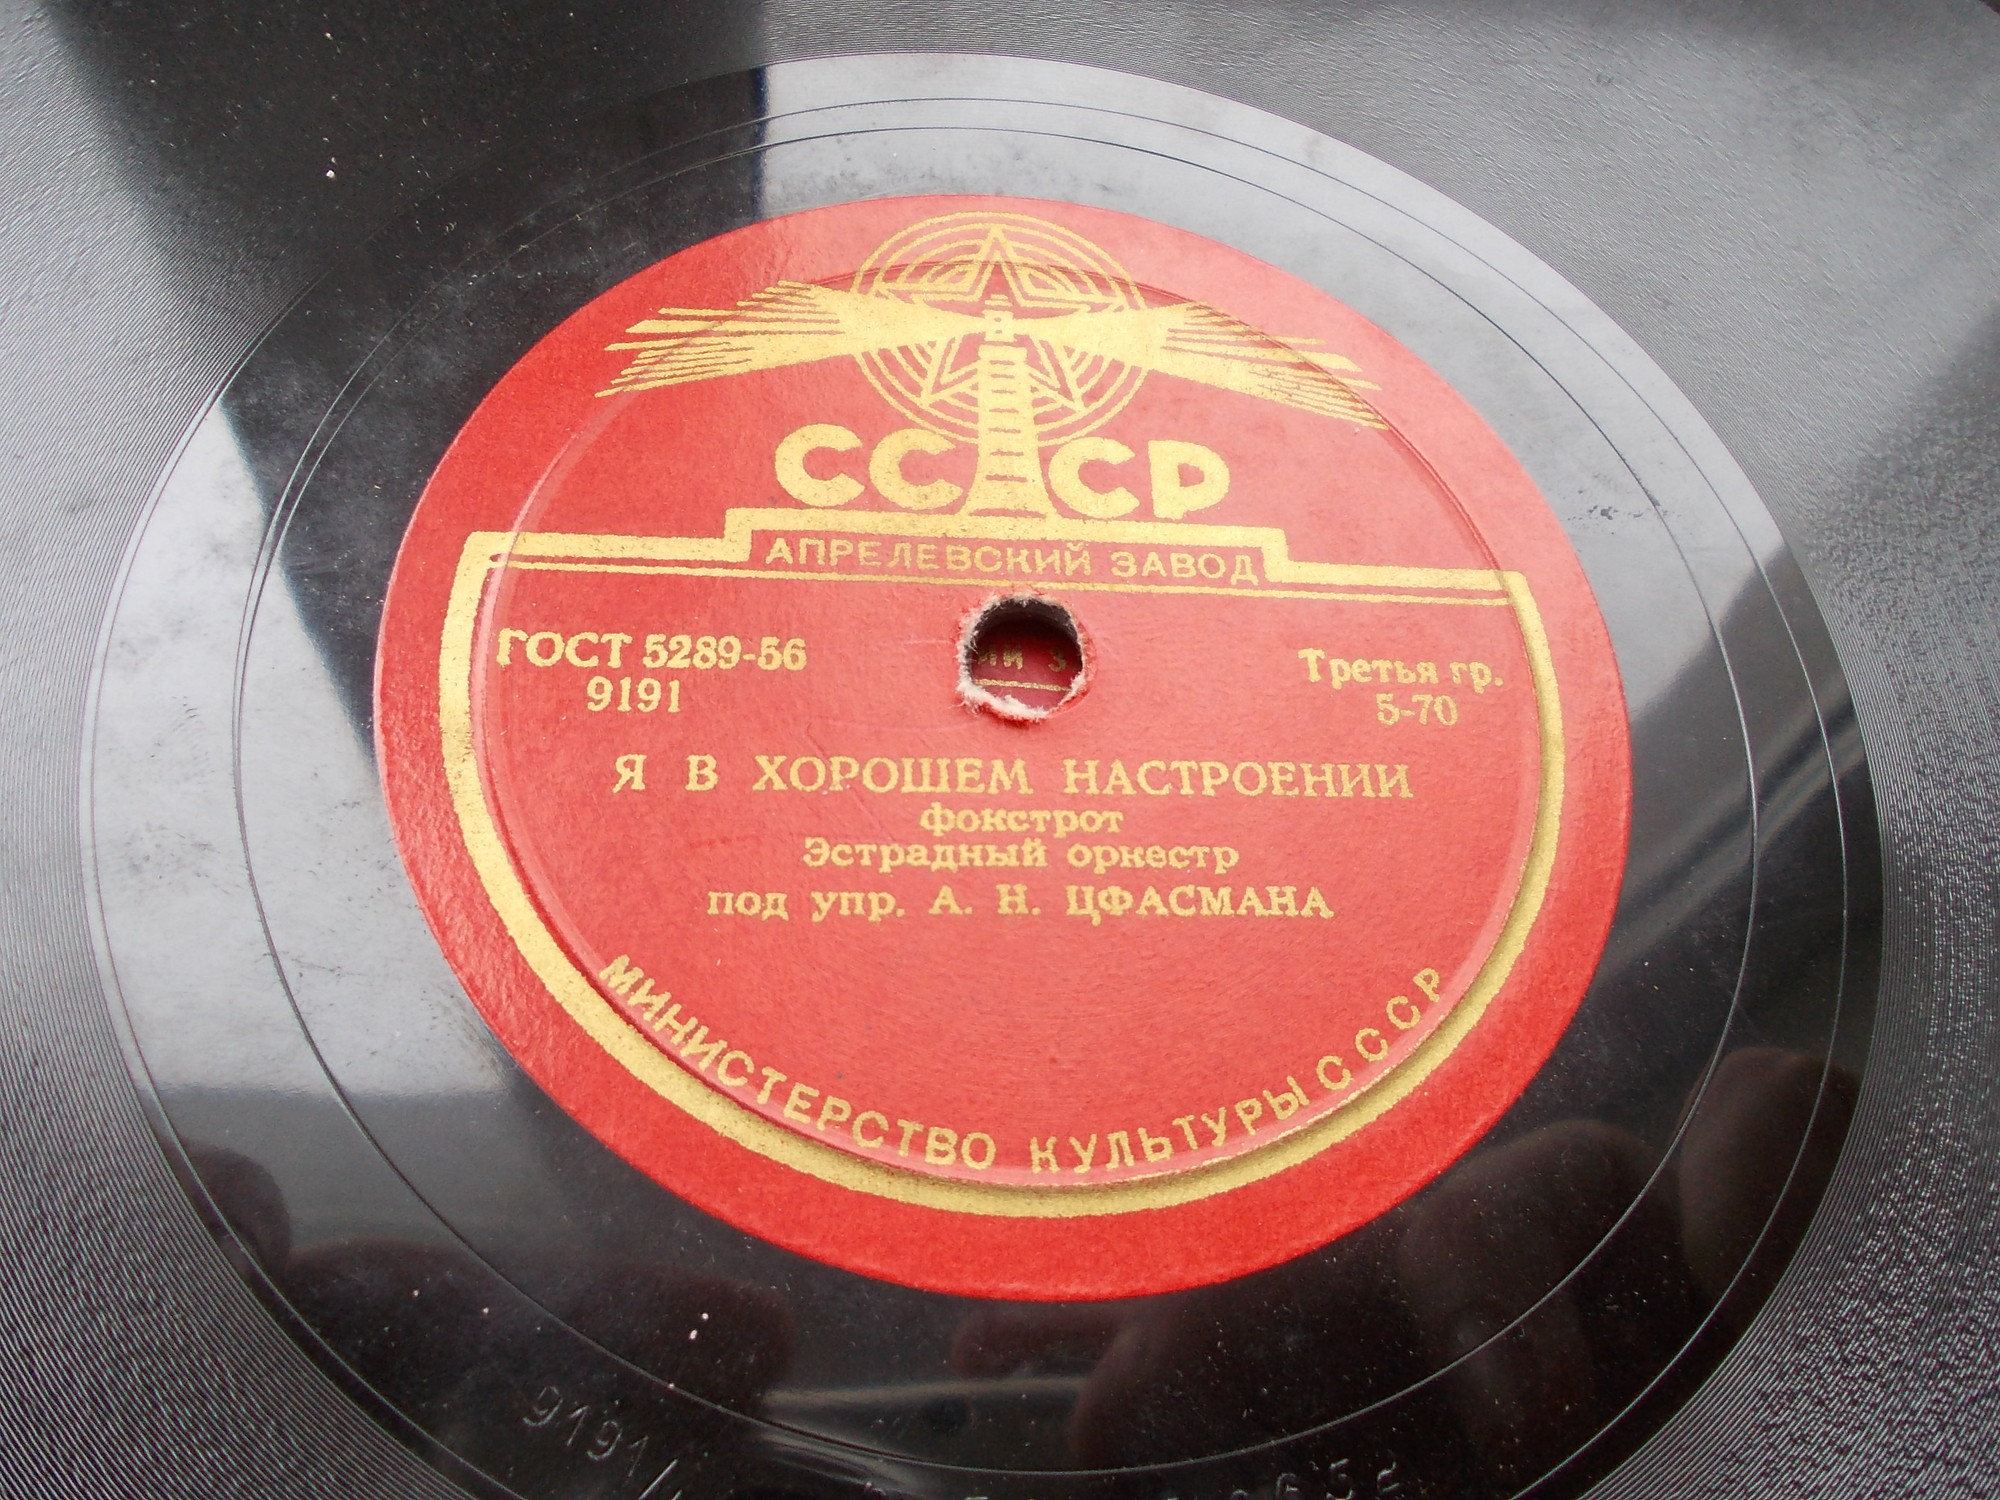 СССР
АПРЕЛЕВСКИЙ ЗАВОД
ГОСТ 5289-56
9191
Третья гр.
5-70
Я В ХОРОШЕМ НАСТРОЕНИИ
фокстрот
Эстрадный оркестр
под упр. А. Н. ЦФАСМАНА
МИНИСТЕРСТВО КУЛЬТУРЫ СССР
9191/